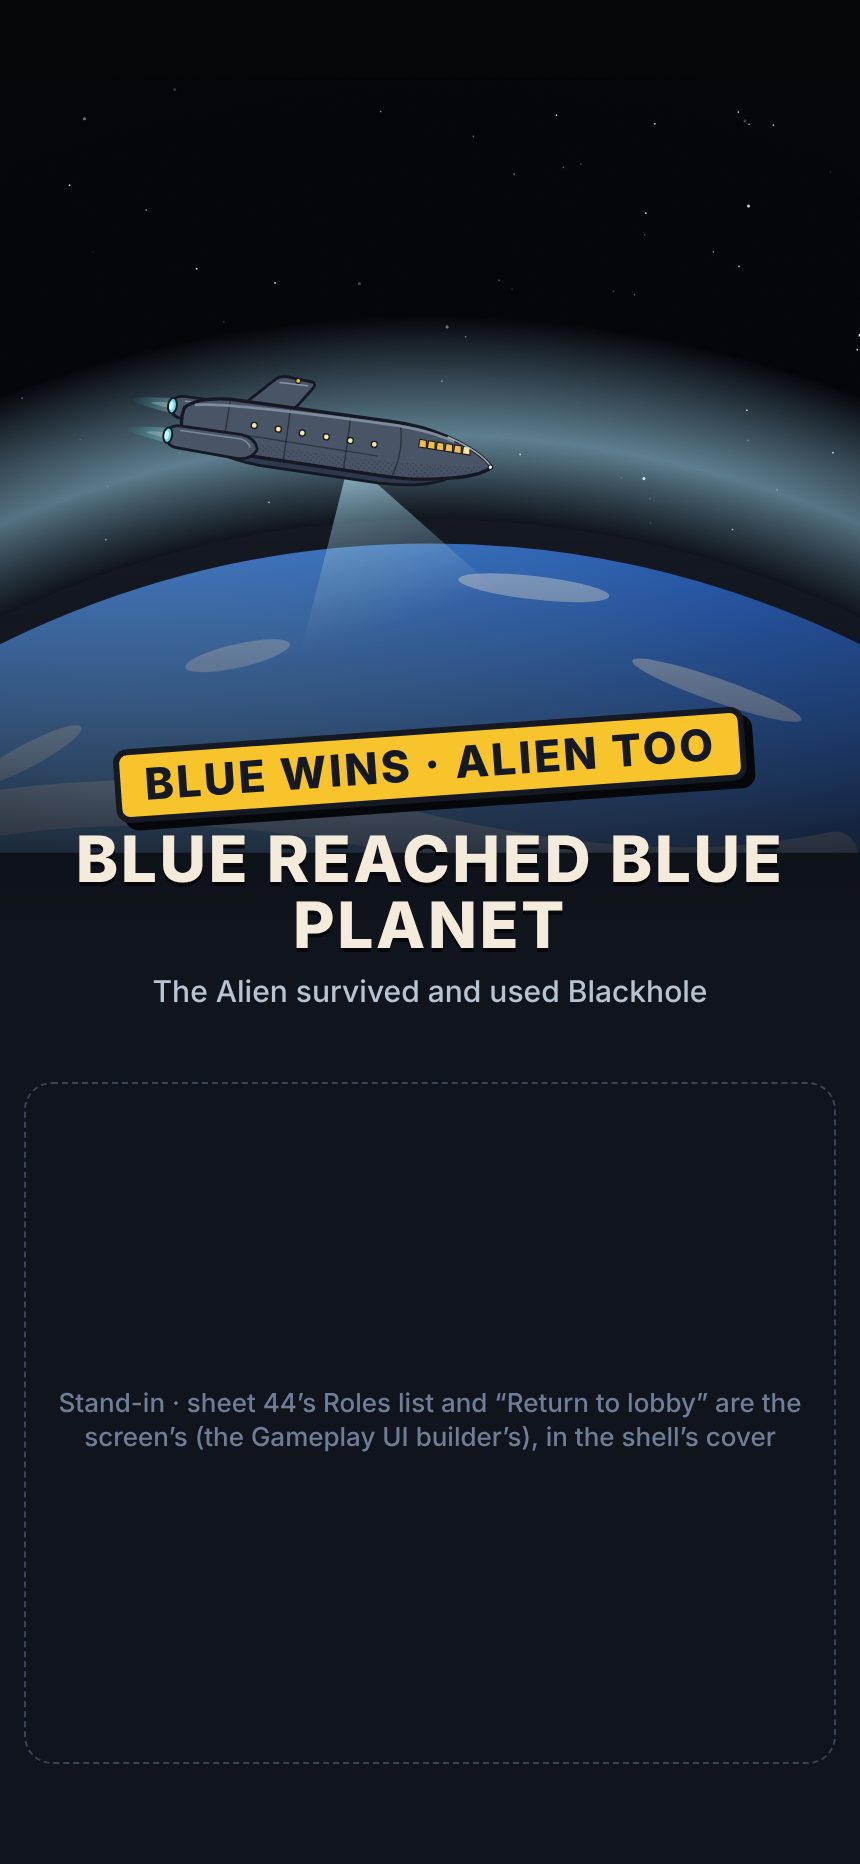 BLUE WINS · ALIEN TOO
BLUE REACHED BLUE
PLANET
The Alien survived and used Blackhole
Stand-in · sheet 44’s Roles list and “Return to lobby” are the
screen’s (the Gameplay UI builder’s), in the shell’s cover